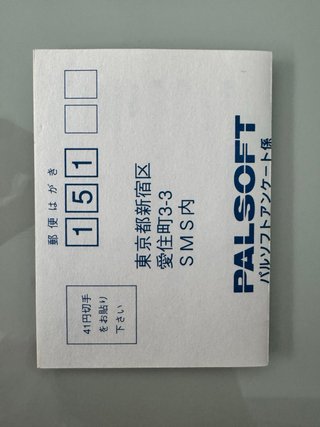 郵便はがき
151
41円切手
をお貼り
下さい
東京都新宿区
愛住町3-3
SMS内
PALSOFT
パルソフトアンケート係